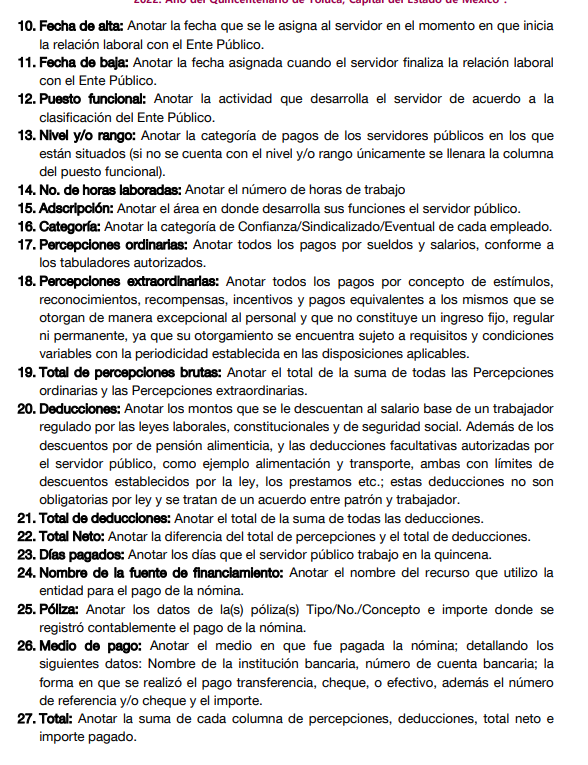 2022. Año del Quincentenario de Toluca, Capital del Estado de México".
10. Fecha de alta: Anotar la fecha que se le asigna al servidor en el momento en que inicia
la relación laboral con el Ente Público.
11. Fecha de baja: Anotar la fecha asignada cuando el servidor finaliza la relación laboral
con el Ente Público.
12. Puesto funcional: Anotar la actividad que desarrolla el servidor de acuerdo a la
clasificación del Ente Público.
13. Nivel y/o rango: Anotar la categoría de pagos de los servidores públicos en los que
están situados (si no se cuenta con el nivel y/o rango únicamente se llenara la columna
del puesto funcional).
14. No. de horas laboradas: Anotar el número de horas de trabajo
15. Adscripción: Anotar el área en donde desarrolla sus funciones el servidor público.
16. Categoría: Anotar la categoría de Confianza/Sindicalizado/Eventual de cada empleado.
17. Percepciones ordinarias: Anotar todos los pagos por sueldos y salarios, conforme a
los tabuladores autorizados.
18. Percepciones extraordinarias: Anotar todos los pagos por concepto de estímulos,
reconocimientos, recompensas, incentivos y pagos equivalentes a los mismos que se
otorgan de manera excepcional al personal y que no constituye un ingreso fijo, regular
ni permanente, ya que su otorgamiento se encuentra sujeto a requisitos y condiciones
variables con la periodicidad establecida en las disposiciones aplicables.
19. Total de percepciones brutas: Anotar el total de la suma de todas las Percepciones
ordinarias y las Percepciones extraordinarias.
20. Deducciones: Anotar los montos que se le descuentan al salario base de un trabajador
regulado por las leyes laborales, constitucionales y de seguridad social. Además de los
descuentos por de pensión alimenticia, y las deducciones facultativas autorizadas por
el servidor público, como ejemplo alimentación y transporte, ambas con límites de
descuentos establecidos por la ley, los prestamos etc.; estas deducciones no son
obligatorias por ley y se tratan de un acuerdo entre patrón y trabajador.
21. Total de deducciones: Anotar el total de la suma de todas las deducciones.
22. Total Neto: Anotar la diferencia del total de percepciones y el total de deducciones.
23. Días pagados: Anotar los días que el servidor público trabajo en la quincena.
24. Nombre de la fuente de financiamiento: Anotar el nombre del recurso que utilizo la
entidad para el pago de la nómina.
25. Póliza: Anotar los datos de la(s) póliza(s) Tipo/No./Concepto e importe donde se
registró contablemente el pago de la nómina.
26. Medio de pago: Anotar el medio en que fue pagada la nómina; detallando los
siguientes datos: Nombre de la institución bancaria, número de cuenta bancaria; la
forma en que se realizó el pago transferencia, cheque, o efectivo, además el número
de referencia y/o cheque y el importe.
27. Total: Anotar la suma de cada columna de percepciones, deducciones, total neto e
importe pagado.